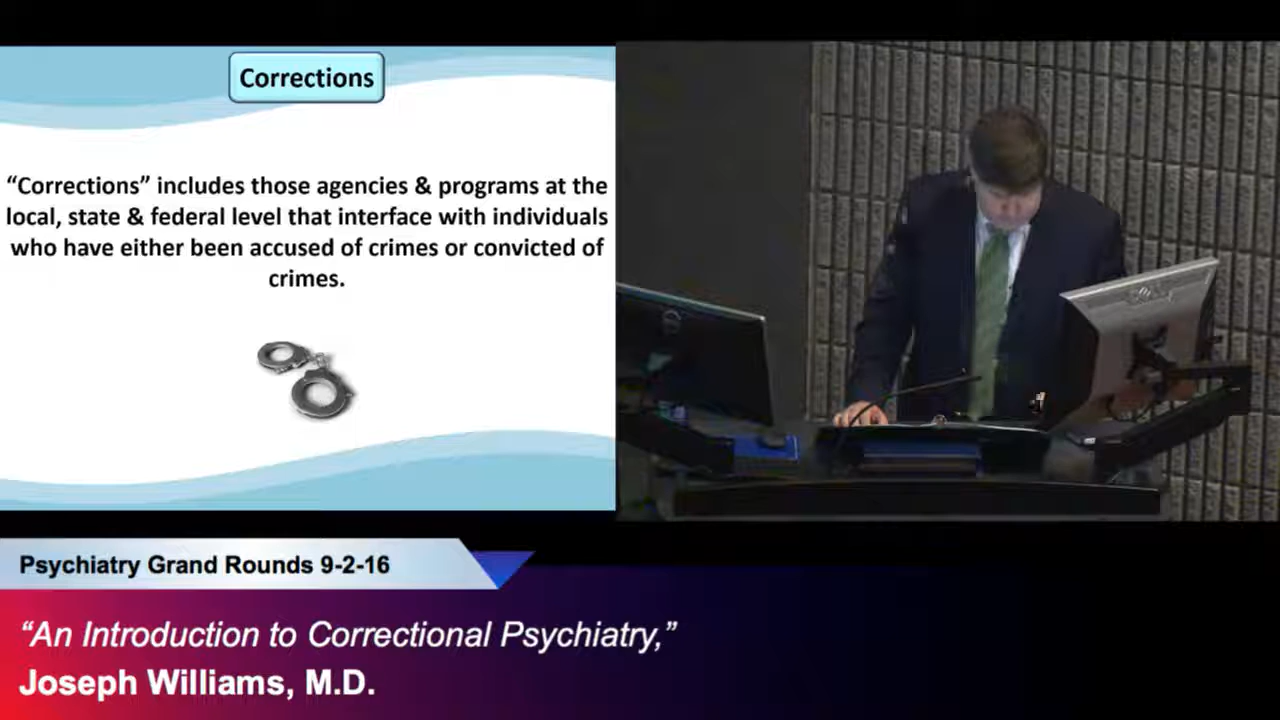 Corrections
“Corrections” includes those agencies & programs at the
local, state & federal level that interface with individuals
who have either been accused of crimes or convicted of
crimes.
Psychiatry Grand Rounds 9-2-16
“An Introduction to Correctional Psychiatry,”
Joseph Williams, M.D.